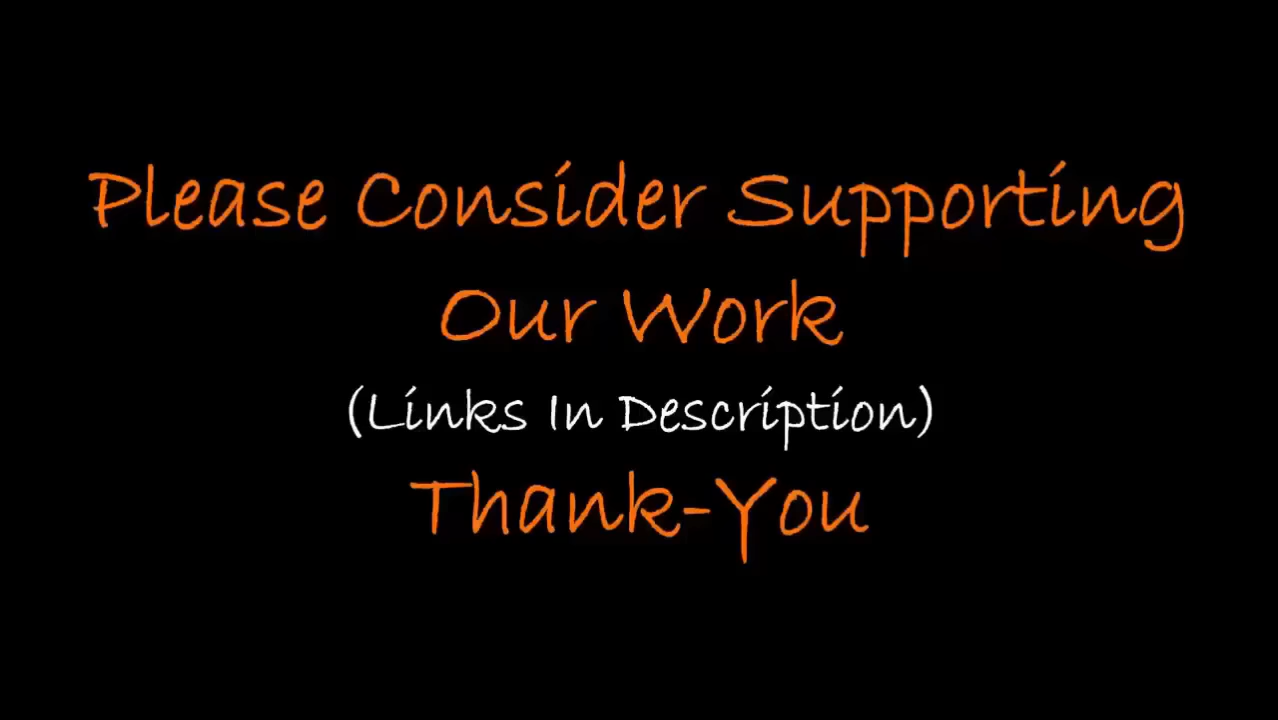 Please Consider Supporting
Our Work
(Links In Description)
Thank-You